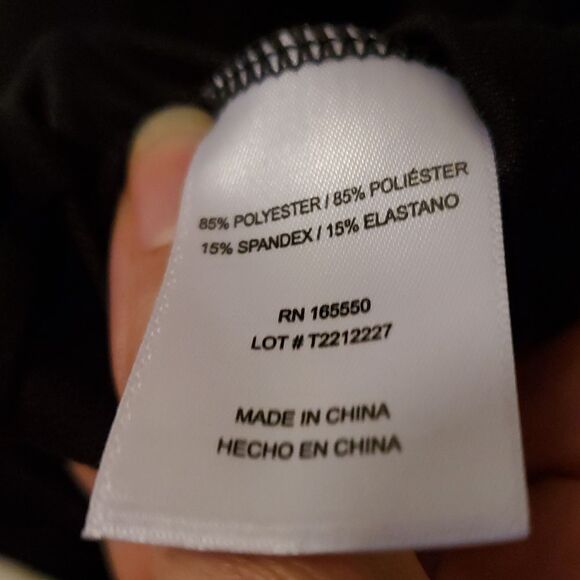 85% POLYESTER / 85% POLIÉSTER
15% SPANDEX / 15% ELASTANO
RN 165550
LOT # T2212227
MADE IN CHINA
HECHO EN CHINA